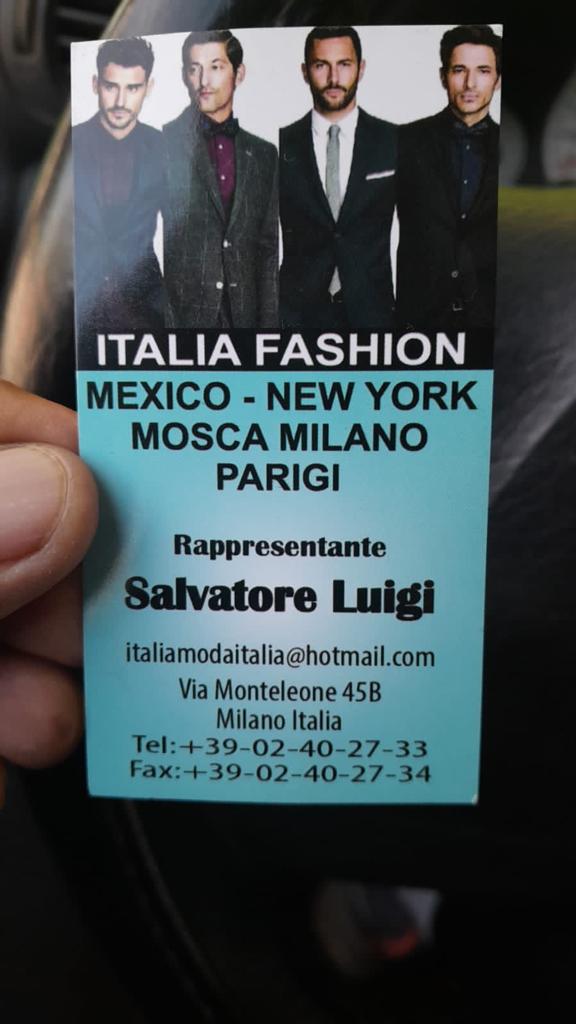 ITALIA FASHION
MEXICO - NEW YORK
MOSCA MILANO
PARIGI
Rappresentante
Salvatore Luigi
italiamodaitalia@hotmail.com
Via Monteleone 45B
Milano Italia
Tel:+39-02-40-27-33
Fax:+39-02-40-27-34